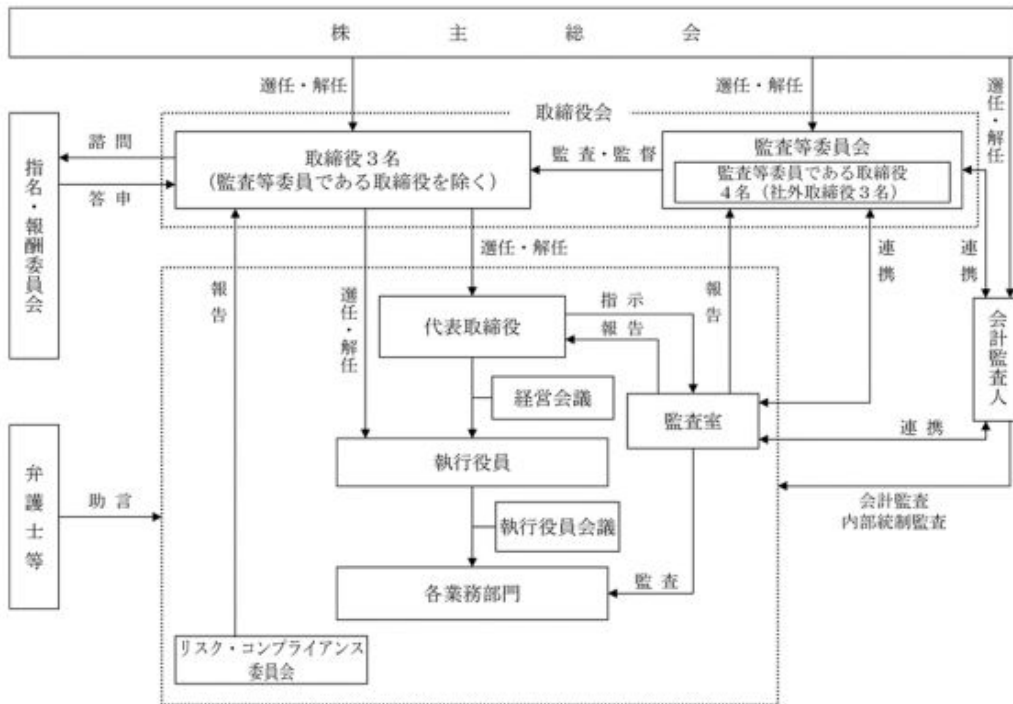 株主総会
選任・解任
選任・解任
選任・解任
取締役会
指名・報酬委員会
諮問
答申
取締役3名
(監査等委員である取締役を除く)
監査・監督
監査等委員会
監査等委員である取締役
4名(社外取締役3名)
選任・解任
報告
選任・解任
代表取締役
指示
報告
報告
連携
連携
会計監査人
経営会議
監査室
連携
執行役員
弁護士等
助言
会計監査
内部統制監査
執行役員会議
各業務部門
監査
リスク・コンプライアンス
委員会